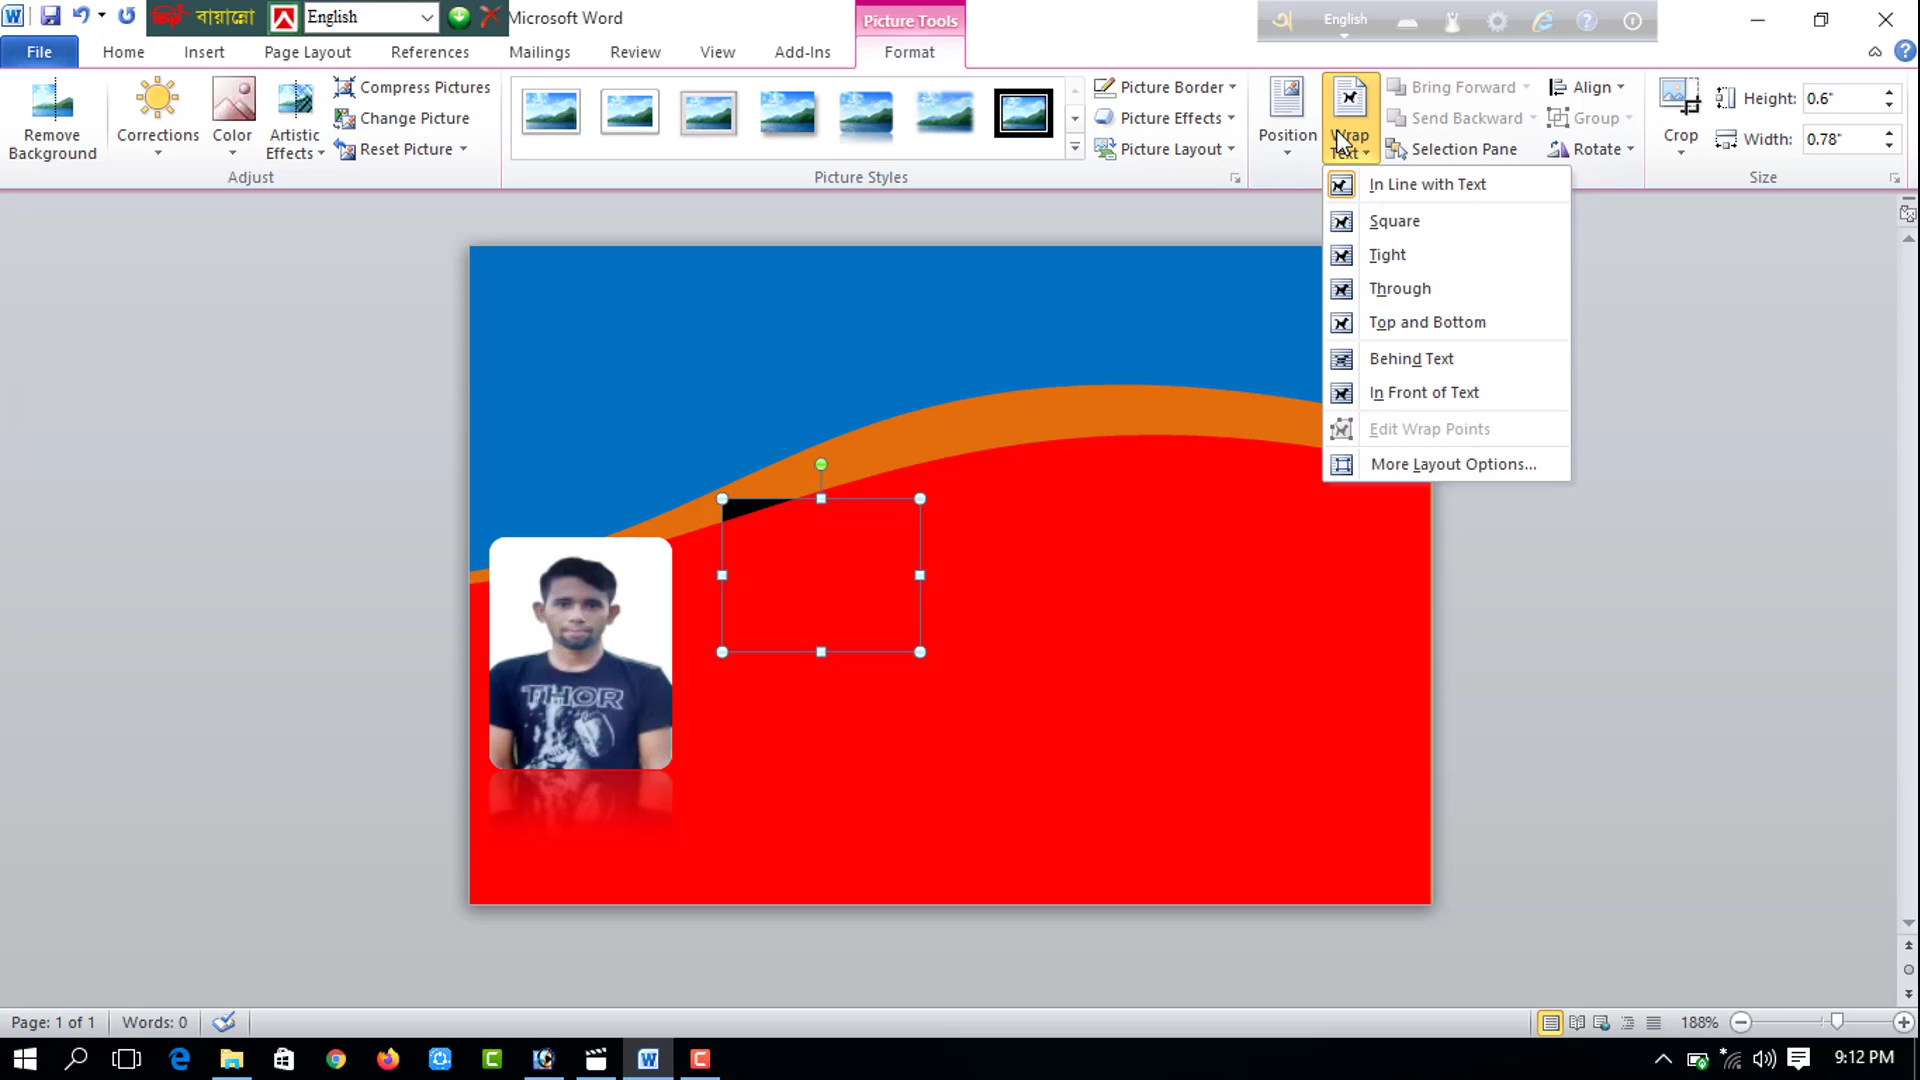 বায়ান্নো
English
Microsoft Word
Picture Tools
অ
English
File
Home
Insert
Page Layout
References
Mailings
Review
View
Add-Ins
Format
Remove Background
Corrections
Color
Artistic Effects
Compress Pictures
Change Picture
Reset Picture
Adjust
Picture Styles
Picture Border
Picture Effects
Picture Layout
Position
Wrap Text
Bring Forward
Send Backward
Selection Pane
Align
Group
Rotate
Crop
Height: 0.6"
Width: 0.78"
Size
In Line with Text
Square
Tight
Through
Top and Bottom
Behind Text
In Front of Text
Edit Wrap Points
More Layout Options...
THOR
Page: 1 of 1
Words: 0
188%
9:12 PM